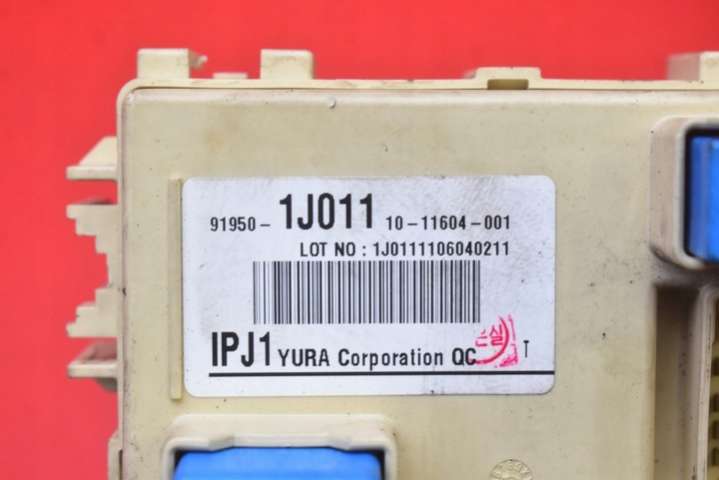 91950- 1J011 10-11604-001
LOT NO : 1J0111106040211
IPJ1 YURA Corporation QC T